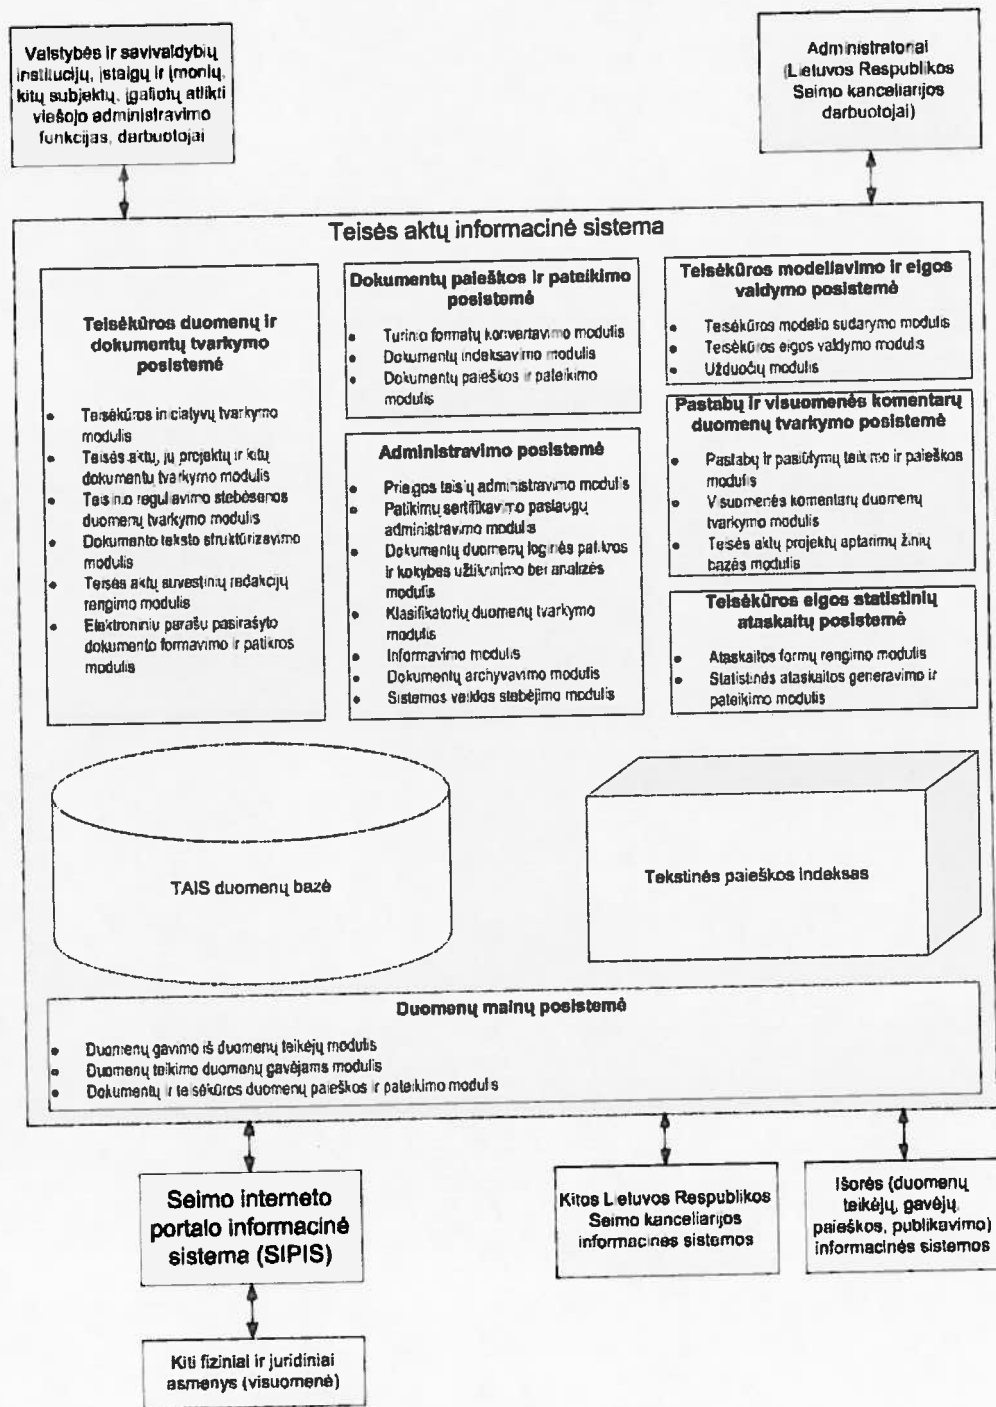 Valstybės ir savivaldybių
institucijų, įstaigų ir įmonių,
kitų subjektų, įgaliotų atlikti
viešojo administravimo
funkcijas, darbuotojai
Administratoriai
(Lietuvos Respublikos
Seimo kanceliarijos
darbuotojai)
Teisės aktų informacinė sistema
Teisėkūros duomenų ir
dokumentų tvarkymo
posistemė
• Teisėkūros iniciatyvų tvarkymo
modulis
• Teisės aktų, jų projektų ir kitų
dokumentų tvarkymo modulis
• Teisinio reguliavimo stebėsenos
duomenų tvarkymo modulis
• Dokumento teksto struktūrizavimo
modulis
• Teisės aktų suvestinių redakcijų
rengimo modulis
• Elektroniniu parašu pasirašyto
dokumento formavimo ir patikros
modulis
Dokumentų paieškos ir pateikimo
posistemė
• Turinio formatų konvertavimo modulis
• Dokumentų indeksavimo modulis
• Dokumentų paieškos ir pateikimo
modulis
Administravimo posistemė
• Prieigos teisių administravimo modulis
• Patikimų sertifikavimo paslaugų
administravimo modulis
• Dokumentų duomenų loginės patikros
ir kokybės užtikrinimo bei analizės
modulis
• Klasifikatorių duomenų tvarkymo
modulis
• Informavimo modulis
• Dokumentų archyvavimo modulis
• Sistemos veiklos stebėjimo modulis
Teisėkūros modeliavimo ir eigos
valdymo posistemė
• Teisėkūros modelio sudarymo modulis
• Teisėkūros eigos valdymo modulis
• Užduočių modulis
Pastabų ir visuomenės komentarų
duomenų tvarkymo posistemė
• Pastabų ir pasiūlymų teikimo ir paieškos
modulis
• Visuomenės komentarų duomenų
tvarkymo modulis
• Teisės aktų projektų aptarimų žinių
bazės modulis
Teisėkūros eigos statistinių
ataskaitų posistemė
• Ataskaitos formų rengimo modulis
• Statistinės ataskaitos generavimo ir
pateikimo modulis
TAIS duomenų bazė
Tekstinės paieškos indeksas
Duomenų mainų posistemė
• Duomenų gavimo iš duomenų teikėjų modulis
• Duomenų teikimo duomenų gavėjams modulis
• Dokumentų ir teisėkūros duomenų paieškos ir pateikimo modulis
Seimo interneto
portalo informacinė
sistema (SIPIS)
Kitos Lietuvos Respublikos
Seimo kanceliarijos
informacinės sistemos
Išorės (duomenų
teikėjų, gavėjų,
paieškos, publikavimo)
informacinės sistemos
Kiti fiziniai ir juridiniai
asmenys (visuomenė)